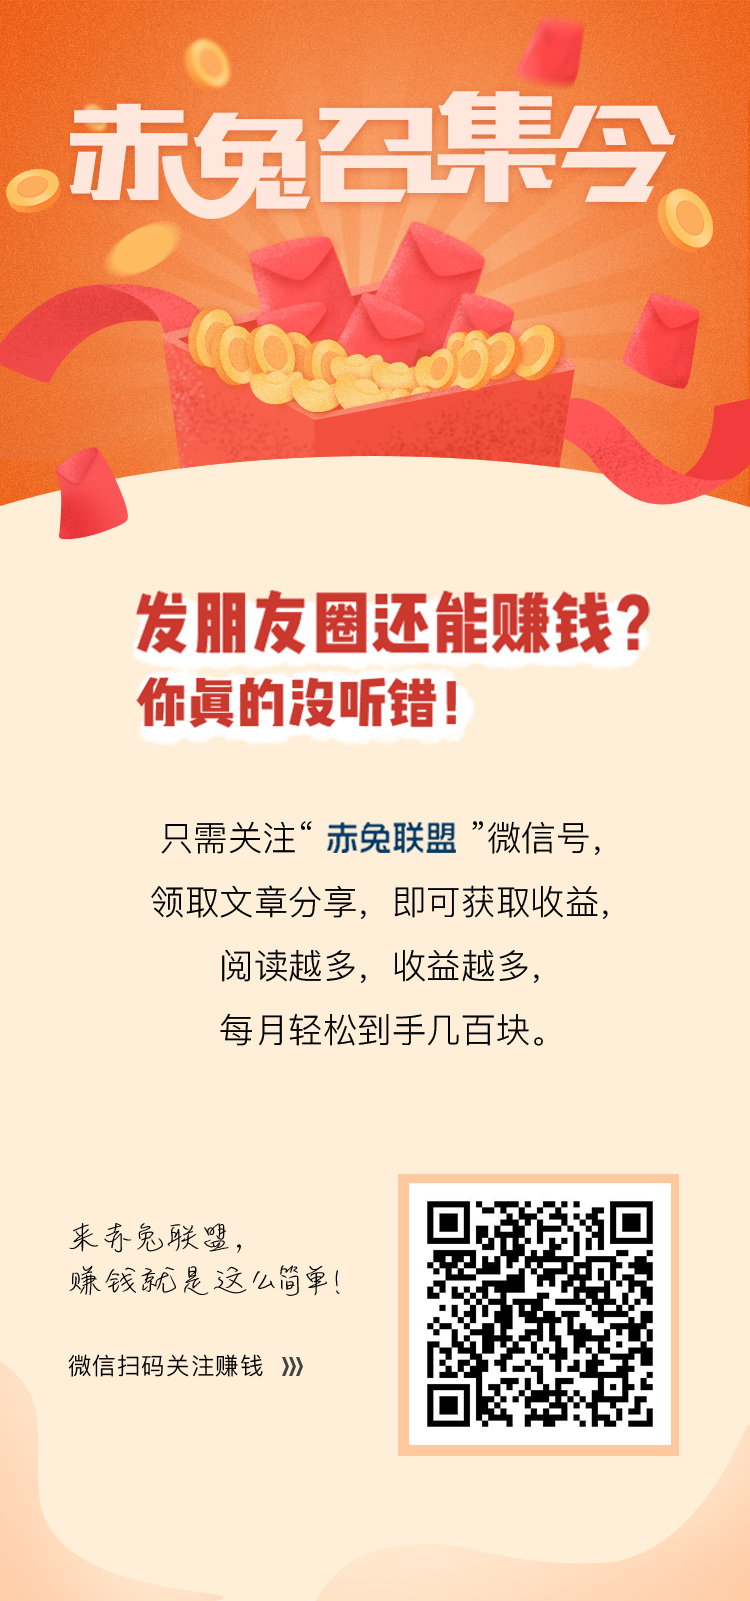 赤兔召集令
发朋友圈还能赚钱?
你真的没听错!
只需关注“赤兔联盟”微信号,
领取文章分享,即可获取收益,
阅读越多,收益越多,
每月轻松到手几百块。
来赤兔联盟,
赚钱就是这么简单!
微信扫码关注赚钱 》》